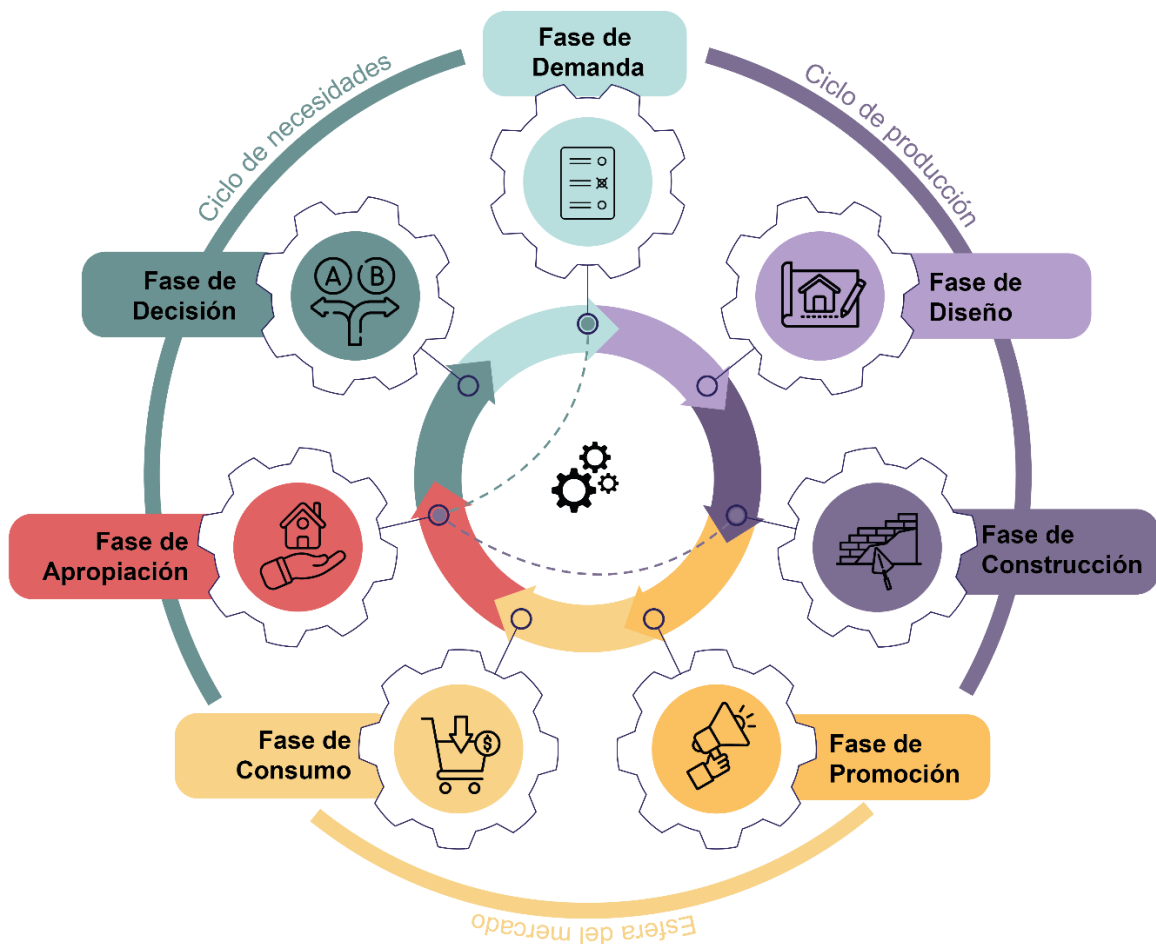 Fase de
Demanda
Ciclo de necesidades
Ciclo de producción
Fase de
Decisión
A B
Fase de
Diseño
Fase de
Apropiación
Fase de
Construcción
Fase de
Consumo
$
Fase de
Promoción
Esfera del mercado